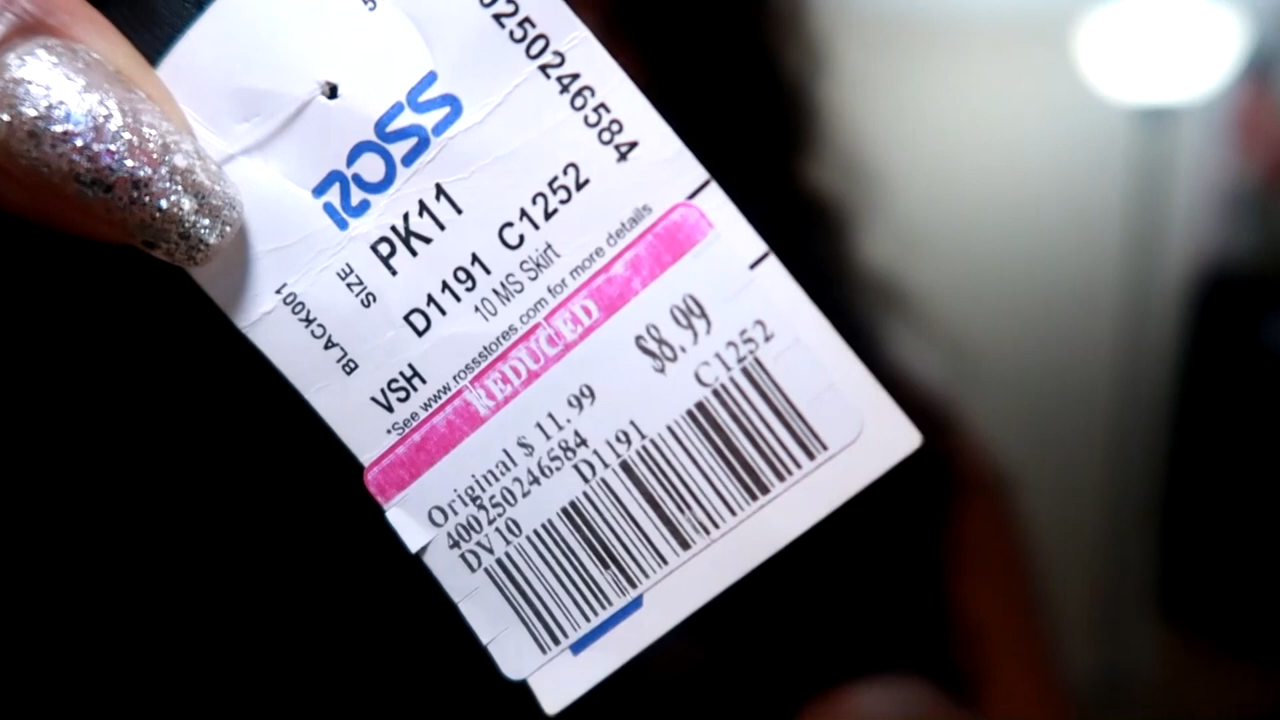 ROSS
SIZE PK11
BLACK001
D1191 C1252
10 MS Skirt
VSH
*See www.rossstores.com for more details
REDUCED
$8.99
Original $ 11.99
400250246584
DV10 D1191 C1252